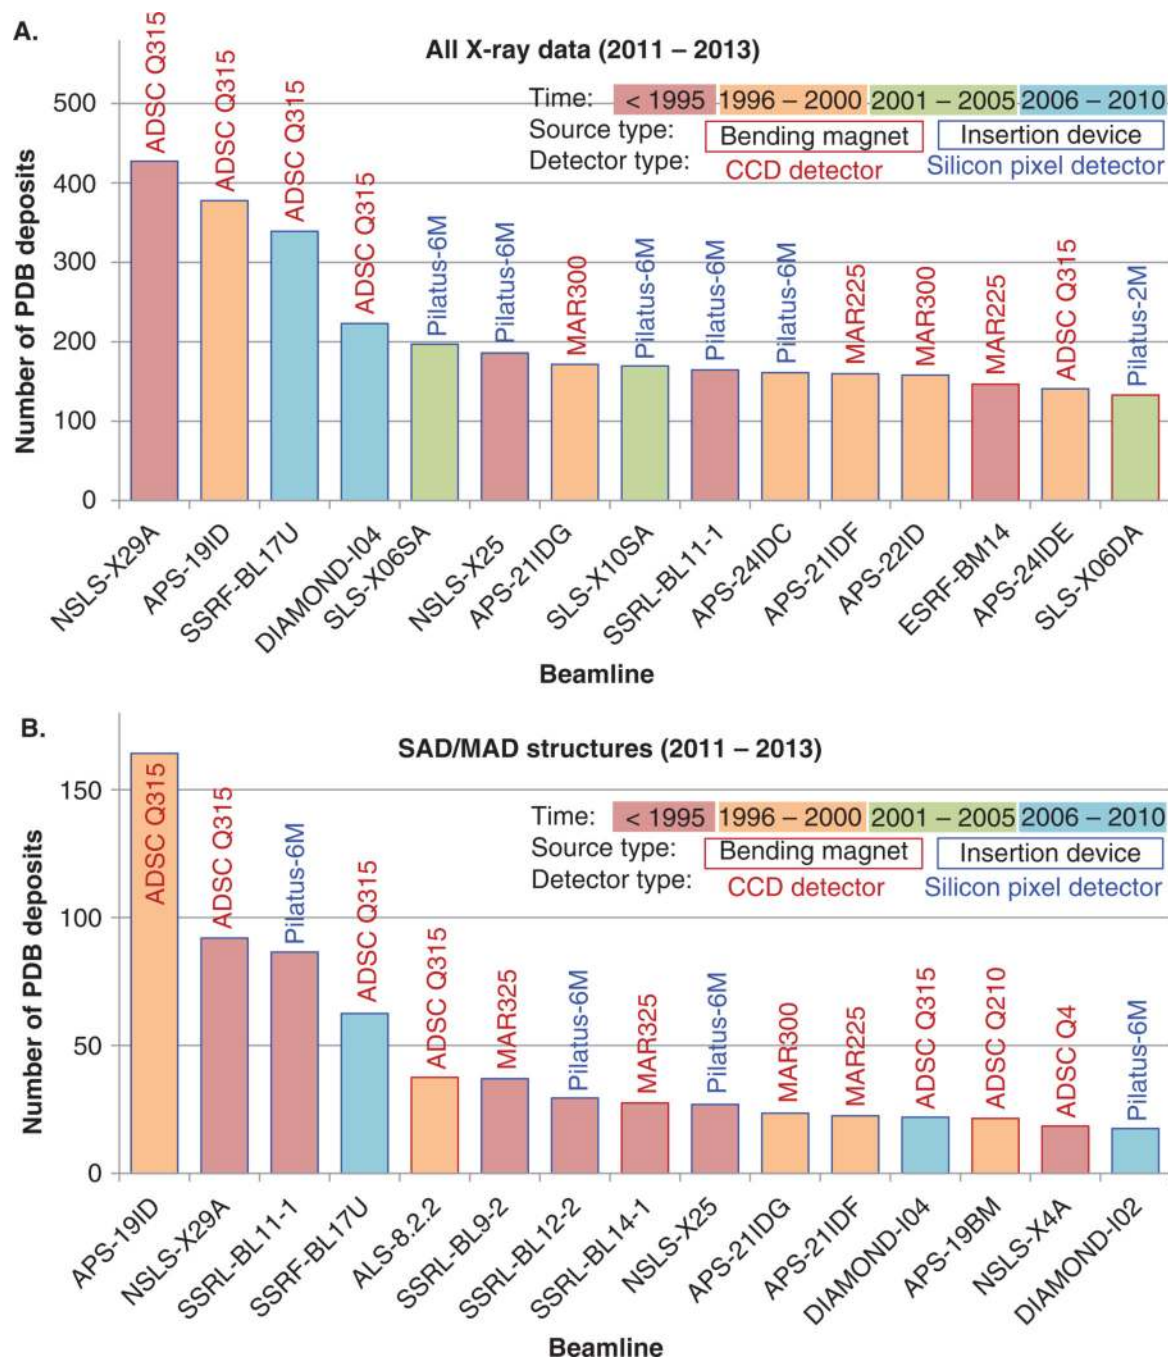 A.
All X-ray data (2011 – 2013)
Time: < 1995 1996 – 2000 2001 – 2005 2006 – 2010
Source type: Bending magnet Insertion device
Detector type: CCD detector Silicon pixel detector
Number of PDB deposits
500
400
300
200
100
0
ADSC Q315
ADSC Q315
ADSC Q315
ADSC Q315
Pilatus-6M
Pilatus-6M
MAR300
Pilatus-6M
Pilatus-6M
Pilatus-6M
MAR225
MAR300
MAR225
ADSC Q315
Pilatus-2M
NSLS-X29A
APS-19ID
SSRF-BL17U
DIAMOND-I04
SLS-X06SA
NSLS-X25
APS-21IDG
SLS-X10SA
SSRL-BL11-1
APS-24IDC
APS-21IDF
APS-22ID
ESRF-BM14
APS-24IDE
SLS-X06DA
Beamline
B.
SAD/MAD structures (2011 – 2013)
Time: < 1995 1996 – 2000 2001 – 2005 2006 – 2010
Source type: Bending magnet Insertion device
Detector type: CCD detector Silicon pixel detector
Number of PDB deposits
150
100
50
0
ADSC Q315
ADSC Q315
Pilatus-6M
ADSC Q315
ADSC Q315
MAR325
Pilatus-6M
MAR325
Pilatus-6M
MAR300
MAR225
ADSC Q315
ADSC Q210
ADSC Q4
Pilatus-6M
APS-19ID
NSLS-X29A
SSRL-BL11-1
SSRF-BL17U
ALS-8.2.2
SSRL-BL9-2
SSRL-BL12-2
SSRL-BL14-1
NSLS-X25
APS-21IDG
APS-21IDF
DIAMOND-I04
APS-19BM
NSLS-X4A
DIAMOND-I02
Beamline